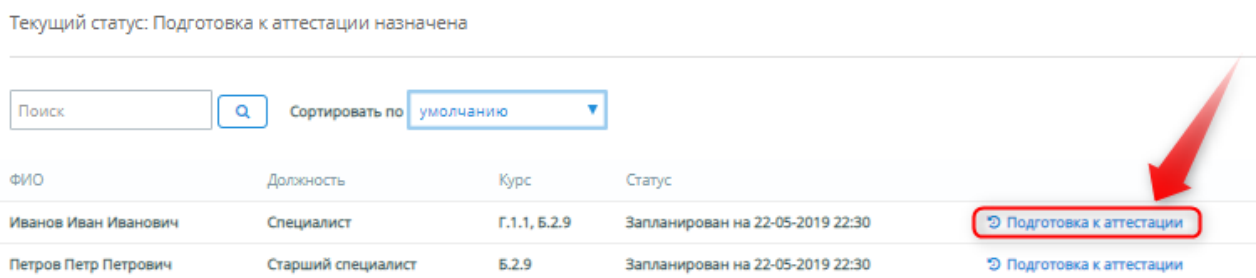 Текущий статус: Подготовка к аттестации назначена
Поиск Сортировать по умолчанию
ФИО Должность Курс Статус
Иванов Иван Иванович Специалист Г.1.1, Б.2.9 Запланирован на 22-05-2019 22:30 Подготовка к аттестации
Петров Петр Петрович Старший специалист Б.2.9 Запланирован на 22-05-2019 22:30 Подготовка к аттестации